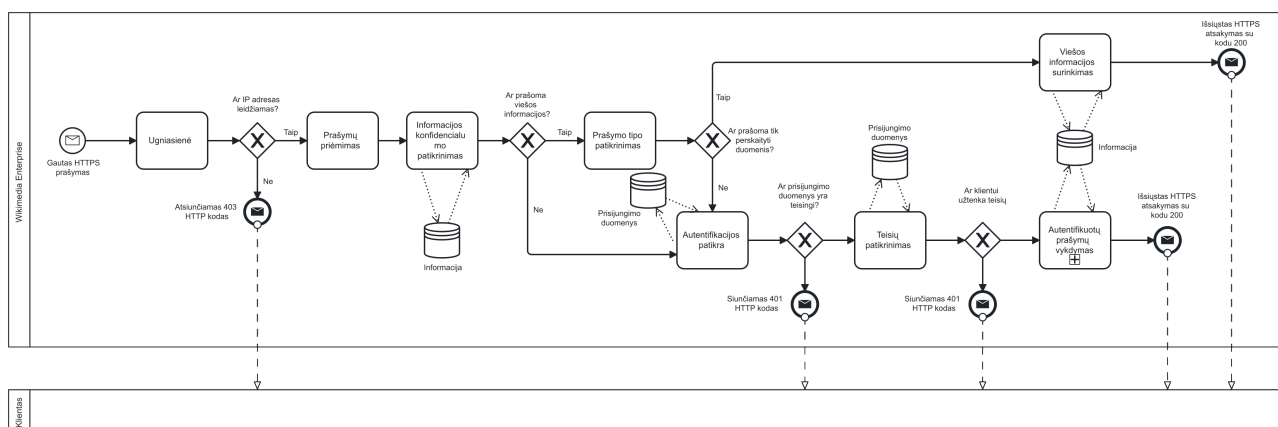 Wikimedia Enterprise
Gautas HTTPS
prašymas
Ugniasienė
Ar IP adresas
leidžiamas?
Taip
Ne
Atsiunčiamas 403
HTTP kodas
Prašymų
priėmimas
Informacijos
konfidencialu
mo
patikrinimas
Informacija
Ar prašoma
viešos
informacijos?
Taip
Ne
Prašymo tipo
patikrinimas
Ar prašoma tik
perskaityti
duomenis?
Taip
Ne
Prisijungimo
duomenys
Autentifikacijos
patikra
Ar prisijungimo
duomenys yra
teisingi?
Siunčiamas 401
HTTP kodas
Prisijungimo
duomenys
Teisių
patikrinimas
Ar klientui
užtenka teisių
Siunčiamas 401
HTTP kodas
Viešos
informacijos
surinkimas
Informacija
Autentifikuotų
prašymų
vykdymas
Išsiųstas HTTPS
atsakymas su
kodu 200
Išsiųstas HTTPS
atsakymas su
kodu 200
Klientas